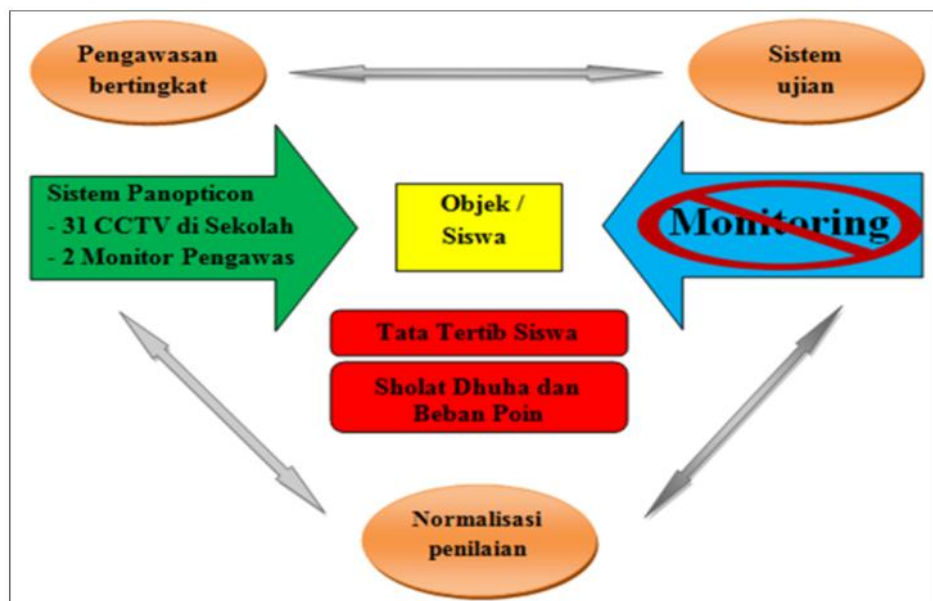 Pengawasan
bertingkat
Sistem
ujian
Sistem Panopticon
- 31 CCTV di Sekolah
- 2 Monitor Pengawas
Objek /
Siswa
Monitoring
Tata Tertib Siswa
Sholat Dhuha dan
Beban Poin
Normalisasi
penilaian